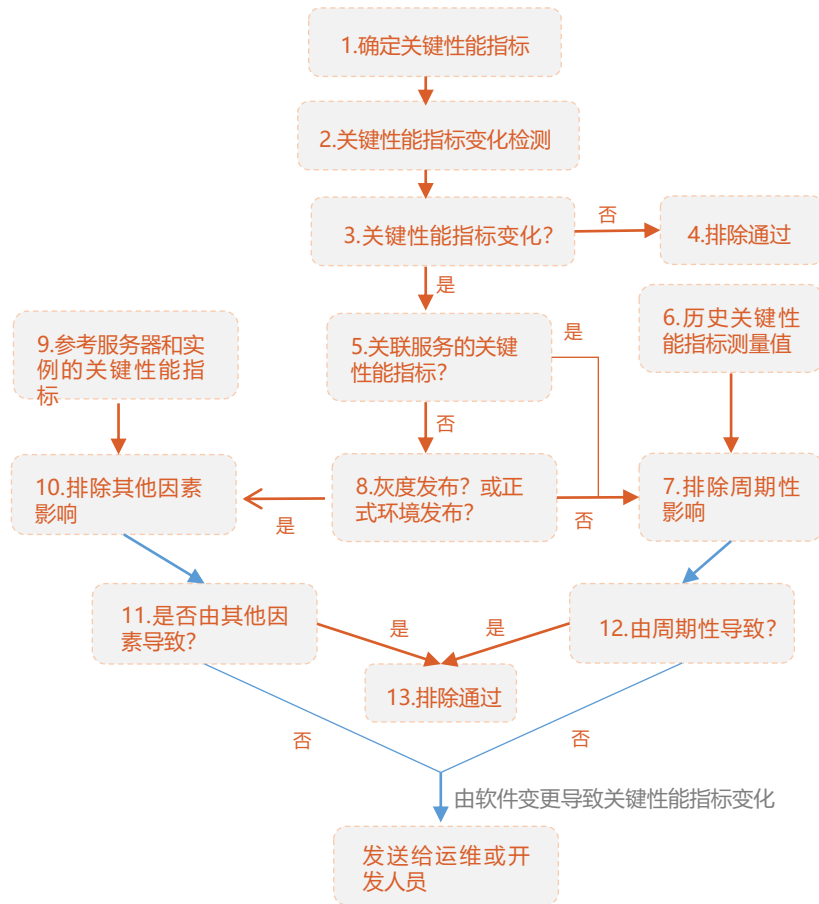 1.确定关键性能指标
2.关键性能指标变化检测
3.关键性能指标变化？
否
4.排除通过
是
9.参考服务器和实
例的关键性能指
标
5.关联服务的关键
性能指标？
是
6.历史关键性
能指标测量值
否
10.排除其他因素
影响
是
8.灰度发布？或正
式环境发布？
否
7.排除周期性
影响
11.是否由其他因
素导致？
是
是
12.由周期性导致？
13.排除通过
否
否
由软件变更导致关键性能指标变化
发送给运维或开
发人员